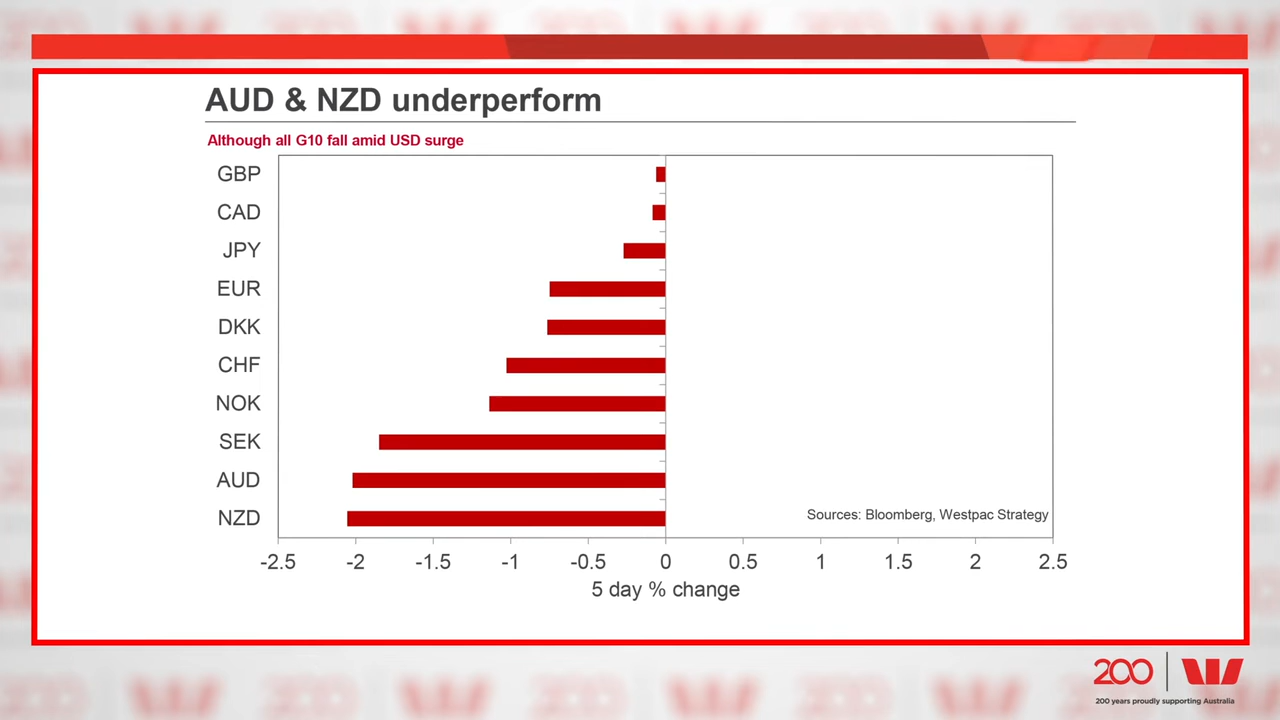 AUD & NZD underperform
Although all G10 fall amid USD surge
GBP
CAD
JPY
EUR
DKK
CHF
NOK
SEK
AUD
NZD
Sources: Bloomberg, Westpac Strategy
-2.5 -2 -1.5 -1 -0.5 0 0.5 1 1.5 2 2.5
5 day % change
200
200 years proudly supporting Australia